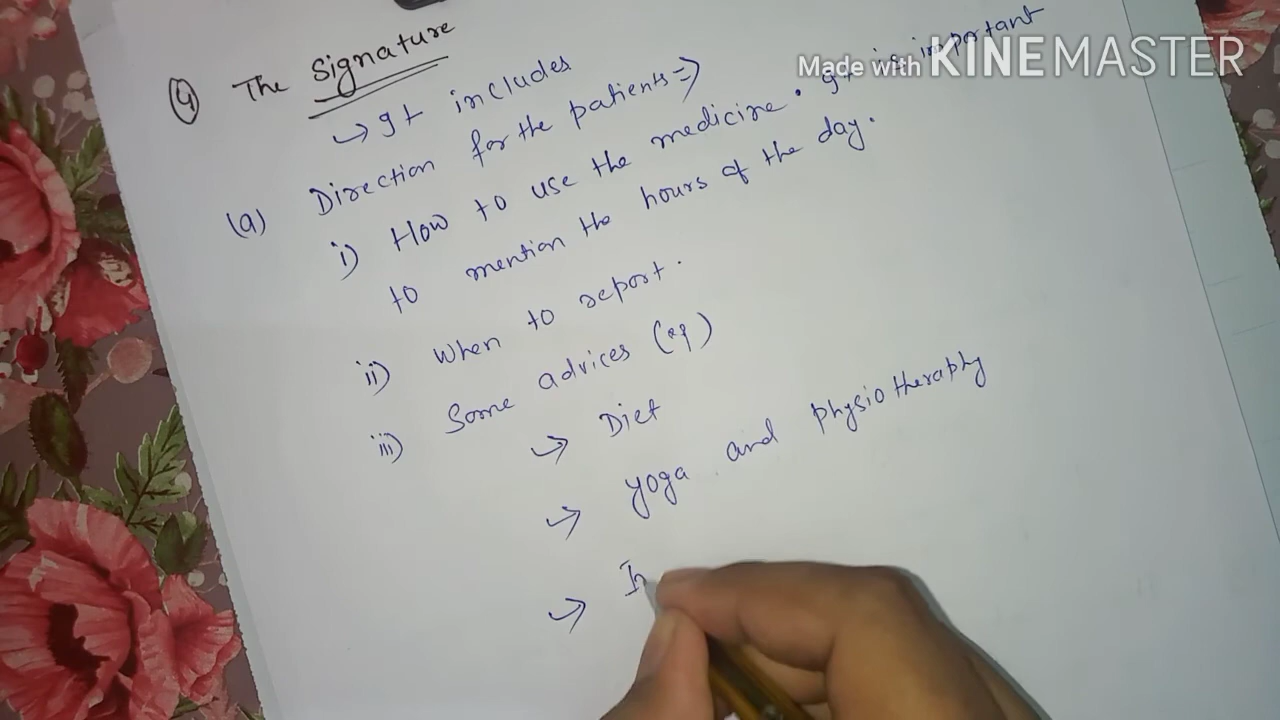 Made with KINEMASTER
④ The Signature
→ It includes
(a) Direction for the patients ⇒
i) How to use the medicine. It is important
to mention the hours of the day.
ii) When to report.
iii) Some advices (eg)
→ Diet
→ yoga and physiotheraphy
→ In